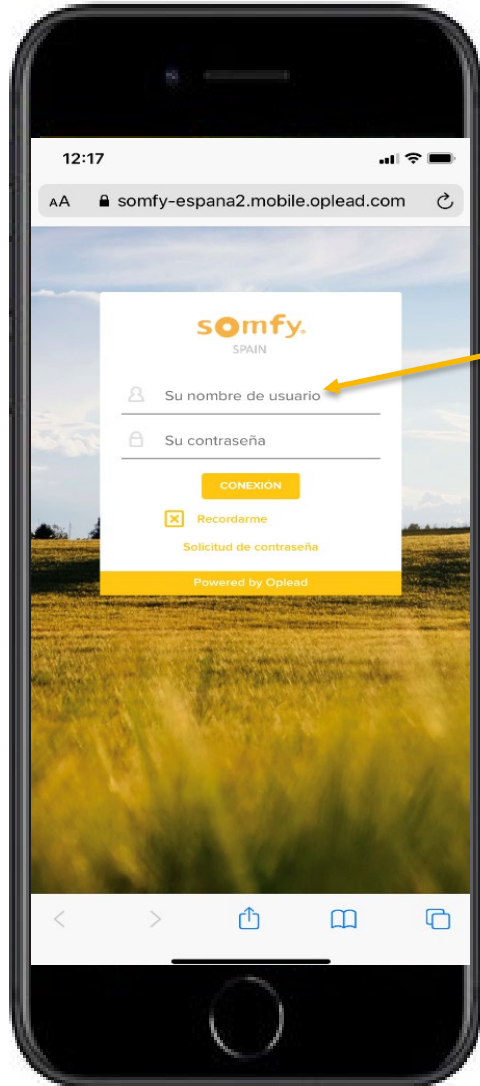 12:17
AA somfy-espana2.mobile.oplead.com
somfy.
SPAIN
Su nombre de usuario
Su contraseña
CONEXIÓN
Recordarme
Solicitud de contraseña
Powered by Oplead